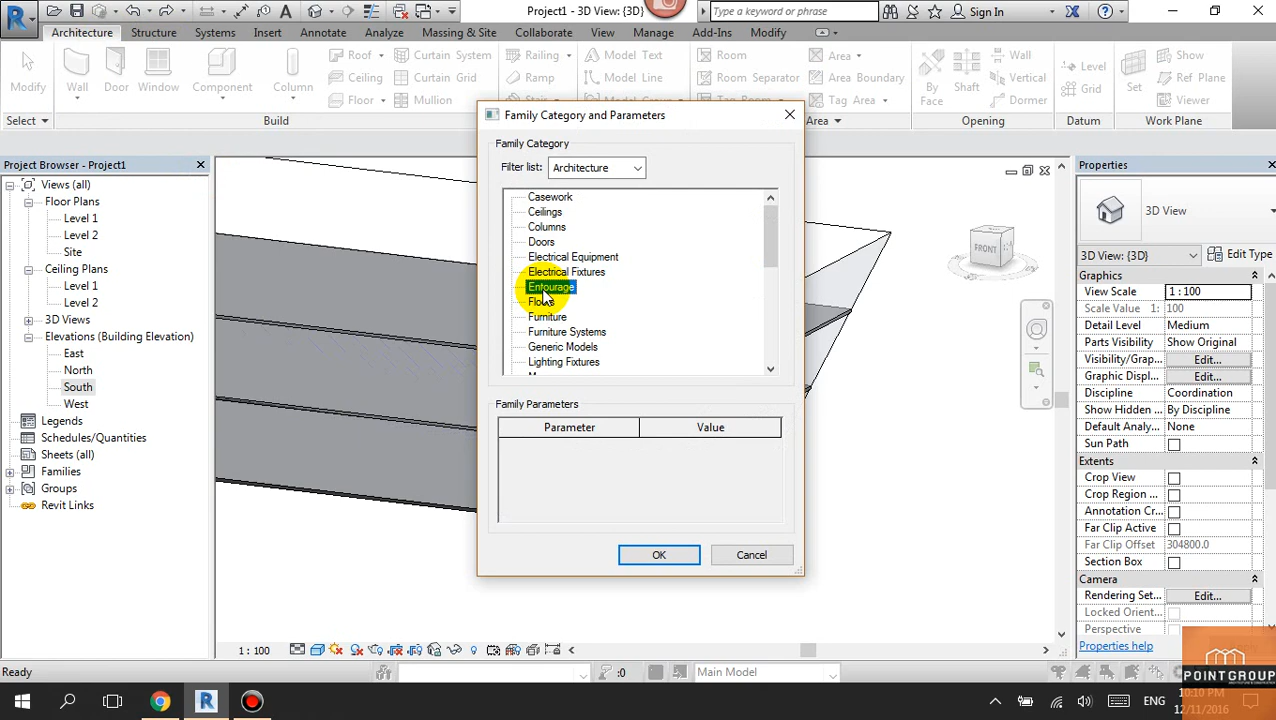 Project1 - 3D View: {3D}
Type a keyword or phrase
Sign In
Architecture Structure Systems Insert Annotate Analyze Massing & Site Collaborate View Manage Add-Ins Modify
Modify Wall Door Window Component Column
Roof Ceiling Floor
Curtain System Curtain Grid Mullion
Railing Ramp
Model Text Model Line
Room Room Separator
Area Area Boundary Tag Area
By Face Shaft Wall Vertical Dormer
Level Grid
Set Show Ref Plane Viewer
Select Build Area Opening Datum Work Plane
Project Browser - Project1
Views (all)
Floor Plans
Level 1
Level 2
Site
Ceiling Plans
Level 1
Level 2
3D Views
Elevations (Building Elevation)
East
North
South
West
Legends
Schedules/Quantities
Sheets (all)
Families
Groups
Revit Links
Family Category and Parameters
Family Category
Filter list: Architecture
Casework
Ceilings
Columns
Doors
Electrical Equipment
Electrical Fixtures
Entourage
Furniture
Furniture Systems
Generic Models
Lighting Fixtures
Family Parameters
Parameter Value
OK Cancel
FRONT
Properties
3D View
3D View: {3D} Edit Type
Graphics
View Scale 1 : 100
Scale Value 1: 100
Detail Level Medium
Parts Visibility Show Original
Visibility/Grap... Edit...
Graphic Displ... Edit...
Discipline Coordination
Show Hidden ... By Discipline
Default Analy... None
Sun Path
Extents
Crop View
Crop Region ...
Annotation Cr...
Far Clip Active
Far Clip Offset 304800.0
Section Box
Camera
Rendering Set... Edit...
Locked Orient...
Perspective
Properties help
1 : 100
Ready
:0
Main Model
POINTGROUP
ENG
10:10 PM
12/11/2016